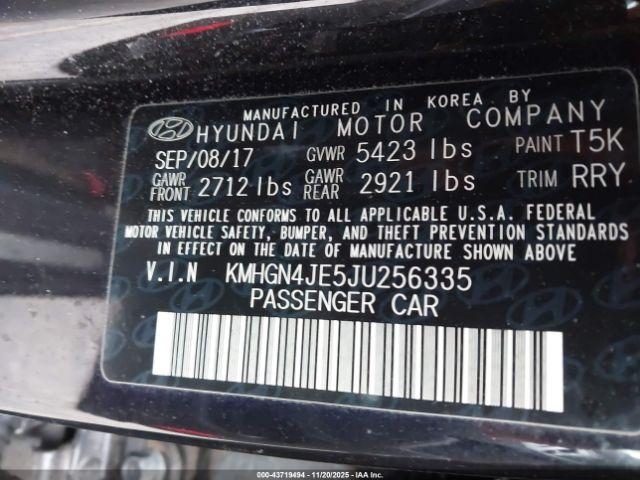 MANUFACTURED IN KOREA BY
HYUNDAI MOTOR COMPANY
SEP/08/17 GVWR 5423 lbs PAINT T5K
GAWR FRONT 2712 lbs GAWR REAR 2921 lbs TRIM RRY
THIS VEHICLE CONFORMS TO ALL APPLICABLE U.S.A. FEDERAL
MOTOR VEHICLE SAFETY, BUMPER, AND THEFT PREVENTION STANDARDS
IN EFFECT ON THE DATE OF MANUFACTURE SHOWN ABOVE
V.I.N KMHGN4JE5JU256335
PASSENGER CAR
000-43719494 - 11/20/2025 - IAAI.COM